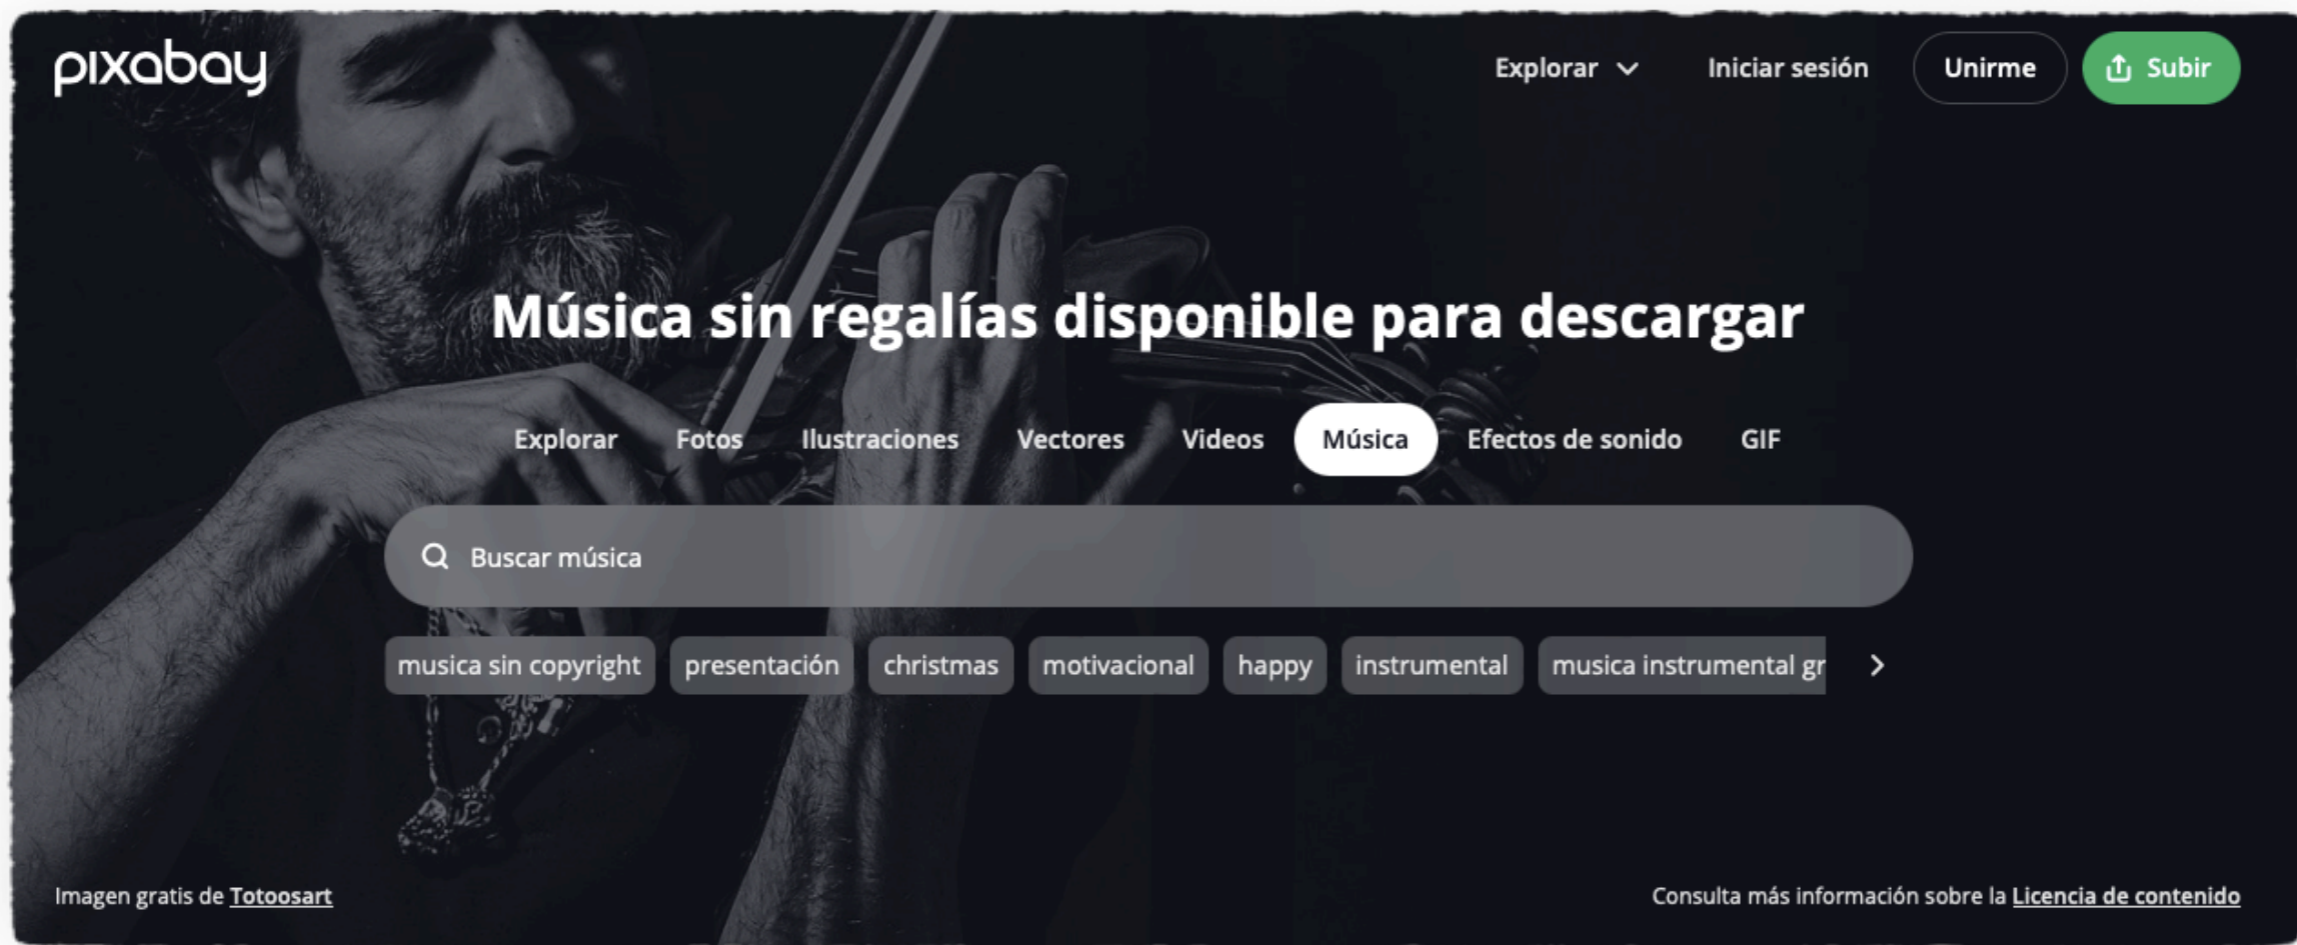 pixabay
Explorar
Iniciar sesión
Unirme
Subir
Música sin regalías disponible para descargar
Explorar
Fotos
Ilustraciones
Vectores
Videos
Música
Efectos de sonido
GIF
Buscar música
musica sin copyright
presentación
christmas
motivacional
happy
instrumental
musica instrumental gr
Imagen gratis de Totoosart
Consulta más información sobre la Licencia de contenido